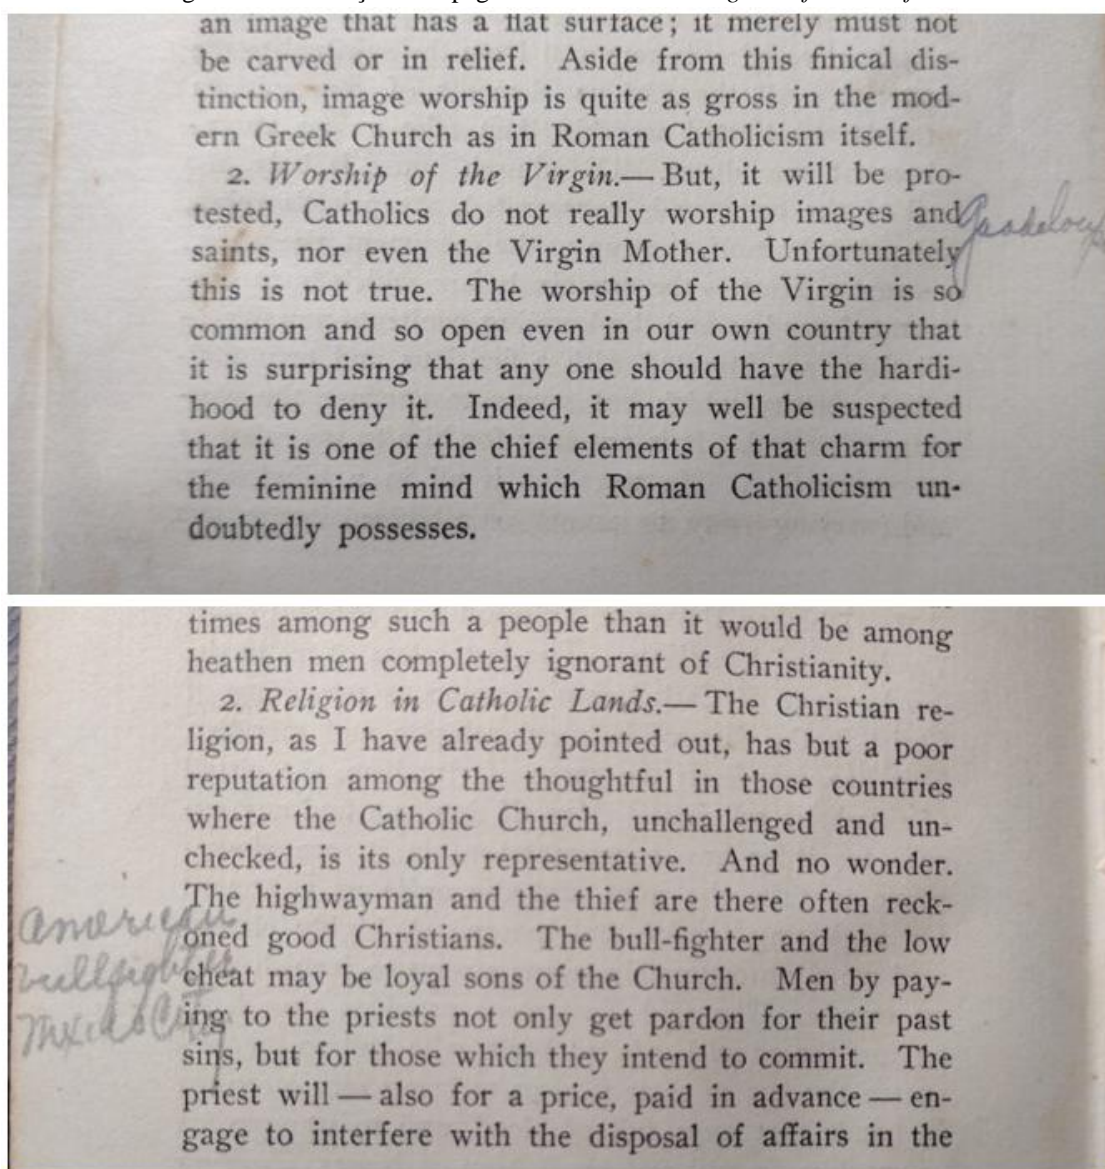 an image that has a flat surface; it merely must not
be carved or in relief. Aside from this finical dis-
tinction, image worship is quite as gross in the mod-
ern Greek Church as in Roman Catholicism itself.
2. Worship of the Virgin.— But, it will be pro-
tested, Catholics do not really worship images and
saints, nor even the Virgin Mother. Unfortunately
this is not true. The worship of the Virgin is so
common and so open even in our own country that
it is surprising that any one should have the hardi-
hood to deny it. Indeed, it may well be suspected
that it is one of the chief elements of that charm for
the feminine mind which Roman Catholicism un-
doubtedly possesses.
times among such a people than it would be among
heathen men completely ignorant of Christianity.
2. Religion in Catholic Lands.— The Christian re-
ligion, as I have already pointed out, has but a poor
reputation among the thoughtful in those countries
where the Catholic Church, unchallenged and un-
checked, is its only representative. And no wonder.
The highwayman and the thief are there often reck-
oned good Christians. The bull-fighter and the low
cheat may be loyal sons of the Church. Men by pay-
ing to the priests not only get pardon for their past
sins, but for those which they intend to commit. The
priest will — also for a price, paid in advance — en-
gage to interfere with the disposal of affairs in the
American
bullfighter